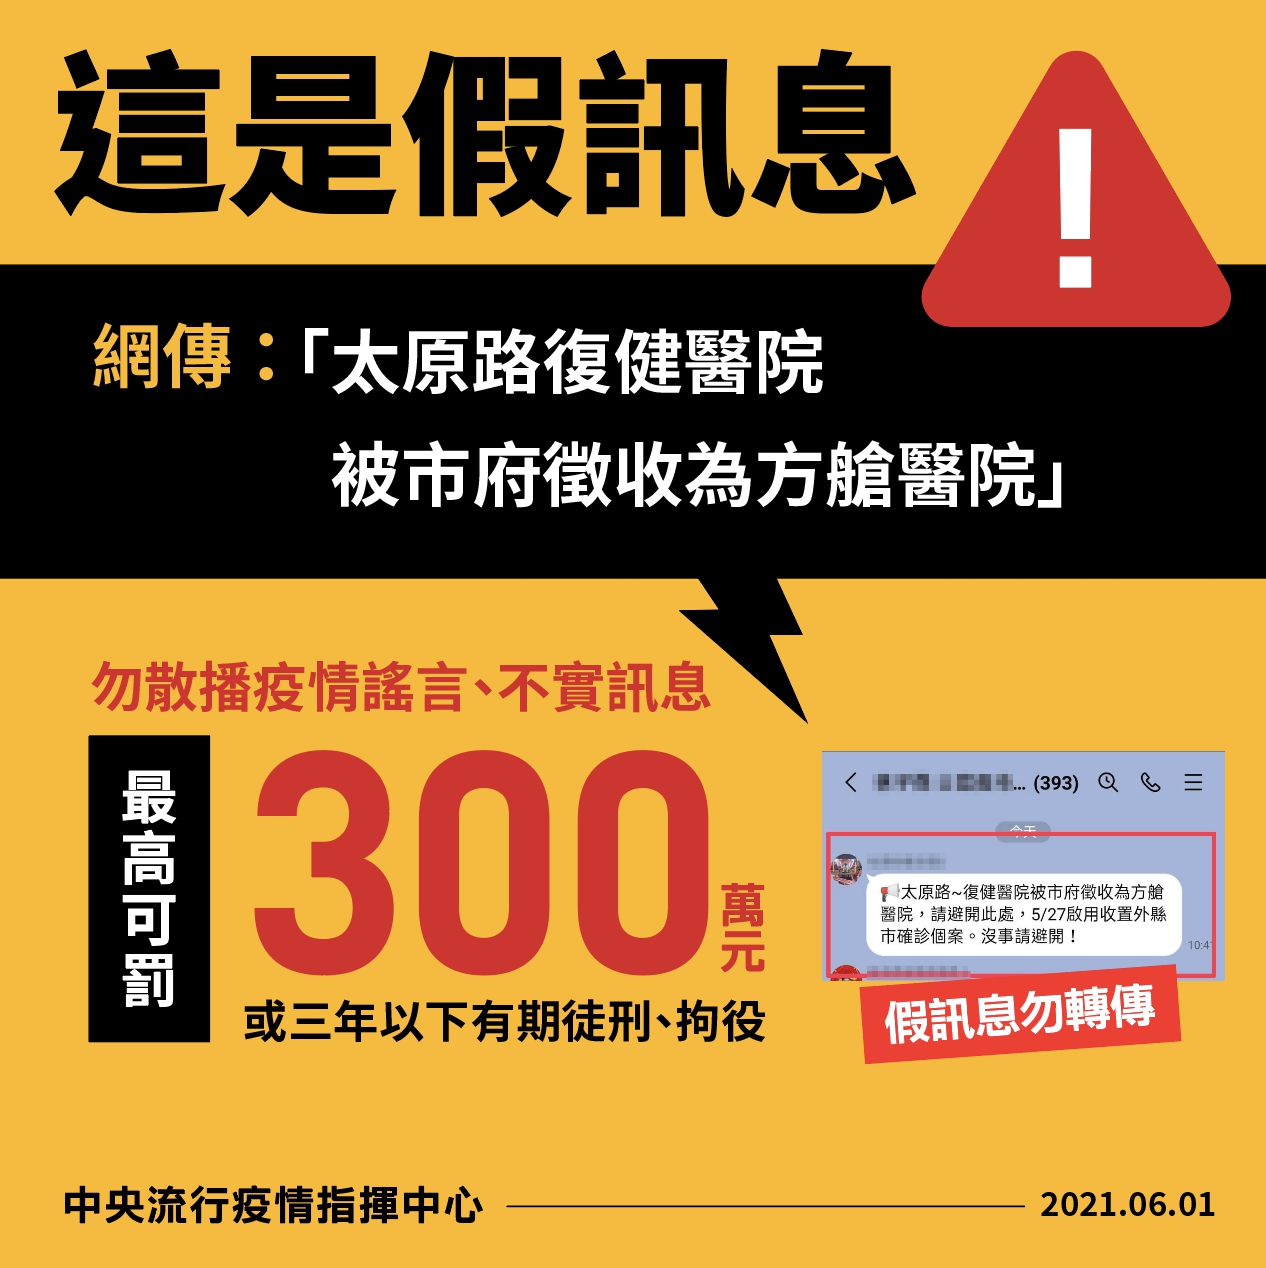 這是假訊息
!
網傳：「太原路復健醫院
被市府徵收為方艙醫院」
勿散播疫情謠言、不實訊息
最高可罰
300萬元
或三年以下有期徒刑、拘役
... (393)
今天
太原路~復健醫院被市府徵收為方艙
醫院，請避開此處，5/27啟用收置外縣
市確診個案。沒事請避開！
10:4
假訊息勿轉傳
中央流行疫情指揮中心
2021.06.01